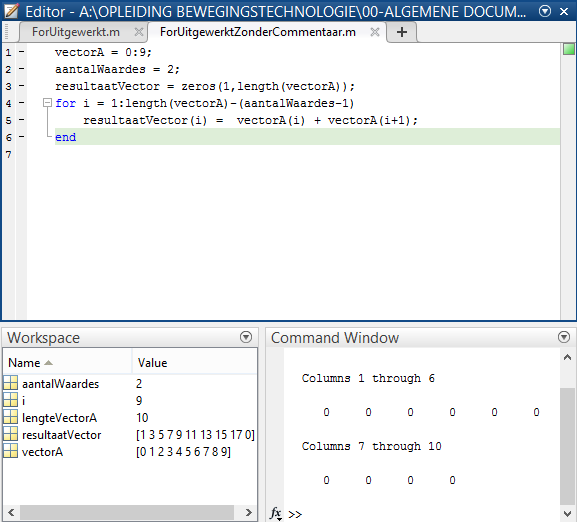 Editor - A:\OPLEIDING BEWEGINGSTECHNOLOGIE\00-ALGEMENE DOCUM...
ForUitgewerkt.m ForUitgewerktZonderCommentaar.m
1 - vectorA = 0:9;
2 - aantalWaardes = 2;
3 - resultaatVector = zeros(1,length(vectorA));
4 - for i = 1:length(vectorA)-(aantalWaardes-1)
5 - resultaatVector(i) =  vectorA(i) + vectorA(i+1);
6 - end
7
Workspace
Name Value
aantalWaardes 2
i 9
lengteVectorA 10
resultaatVector [1 3 5 7 9 11 13 15 17 0]
vectorA [0 1 2 3 4 5 6 7 8 9]
Command Window
Columns 1 through 6
0 0 0 0 0 0
Columns 7 through 10
0 0 0 0
fx >>